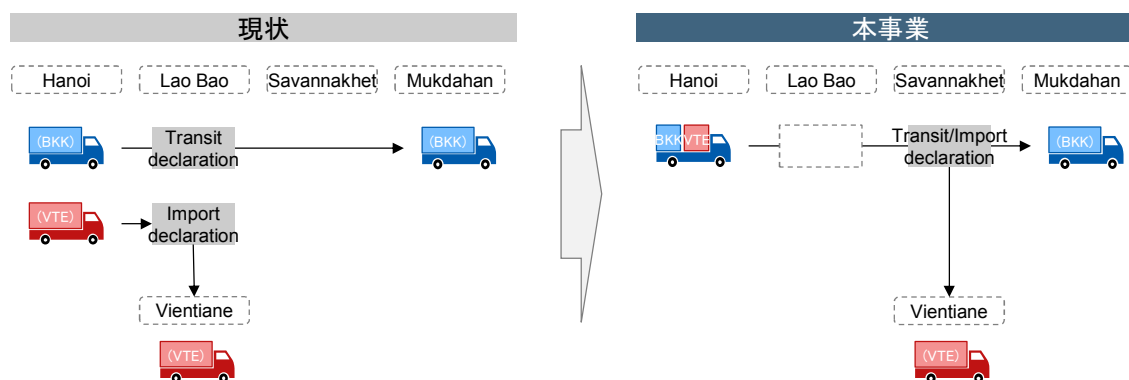 現状
本事業
Hanoi
Lao Bao
Savannakhet
Mukdahan
Hanoi
Lao Bao
Savannakhet
Mukdahan
(BKK)
Transit
declaration
(BKK)
BKK
VTE
Transit/Import
declaration
(BKK)
(VTE)
Import
declaration
Vientiane
Vientiane
(VTE)
(VTE)